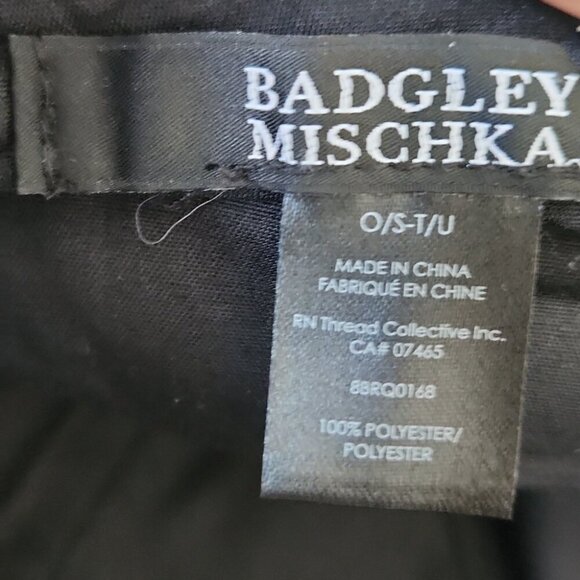 BADGLEY
MISCHKA
O/S-T/U
MADE IN CHINA
FABRIQUÉ EN CHINE
RN Thread Collective Inc.
CA# 07465
8BRQ0168
100% POLYESTER/
POLYESTER